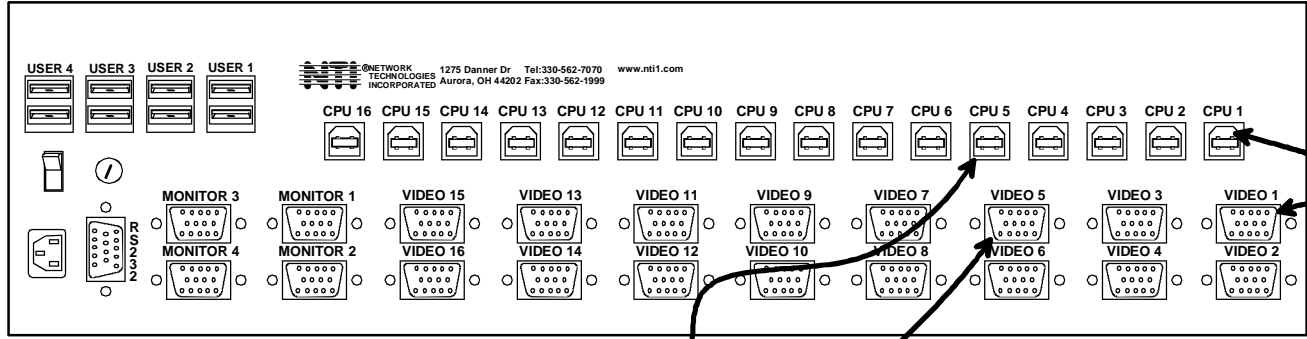 USER 4 USER 3 USER 2 USER 1
NTI ®
NETWORK
TECHNOLOGIES
INCORPORATED
1275 Danner Dr Tel:330-562-7070 www.nti1.com
Aurora, OH 44202 Fax:330-562-1999
CPU 16 CPU 15 CPU 14 CPU 13 CPU 12 CPU 11 CPU 10 CPU 9 CPU 8 CPU 7 CPU 6 CPU 5 CPU 4 CPU 3 CPU 2 CPU 1
MONITOR 3 MONITOR 1 VIDEO 15 VIDEO 13 VIDEO 11 VIDEO 9 VIDEO 7 VIDEO 5 VIDEO 3 VIDEO 1
RS232
MONITOR 4 MONITOR 2 VIDEO 16 VIDEO 14 VIDEO 12 VIDEO 10 VIDEO 8 VIDEO 6 VIDEO 4 VIDEO 2